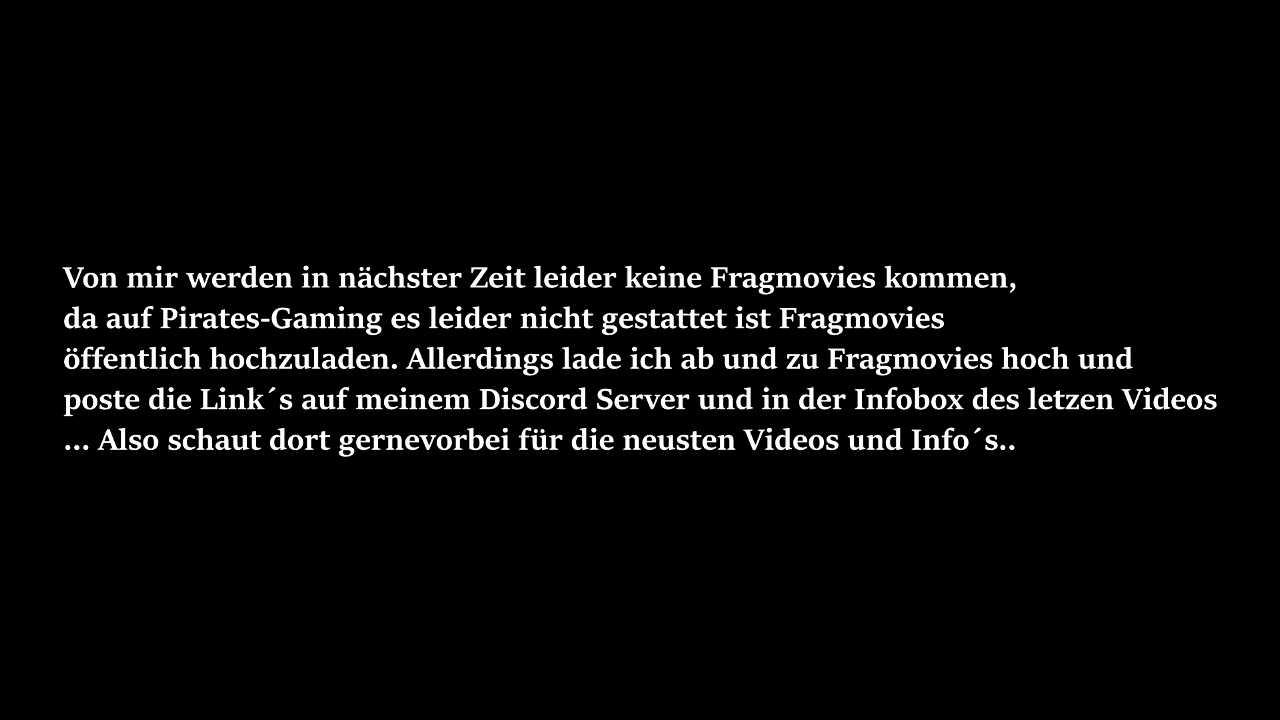 Von mir werden in nächster Zeit leider keine Fragmovies kommen,
da auf Pirates-Gaming es leider nicht gestattet ist Fragmovies
öffentlich hochzuladen. Allerdings lade ich ab und zu Fragmovies hoch und
poste die Link´s auf meinem Discord Server und in der Infobox des letzen Videos
... Also schaut dort gernevorbei für die neusten Videos und Info´s..